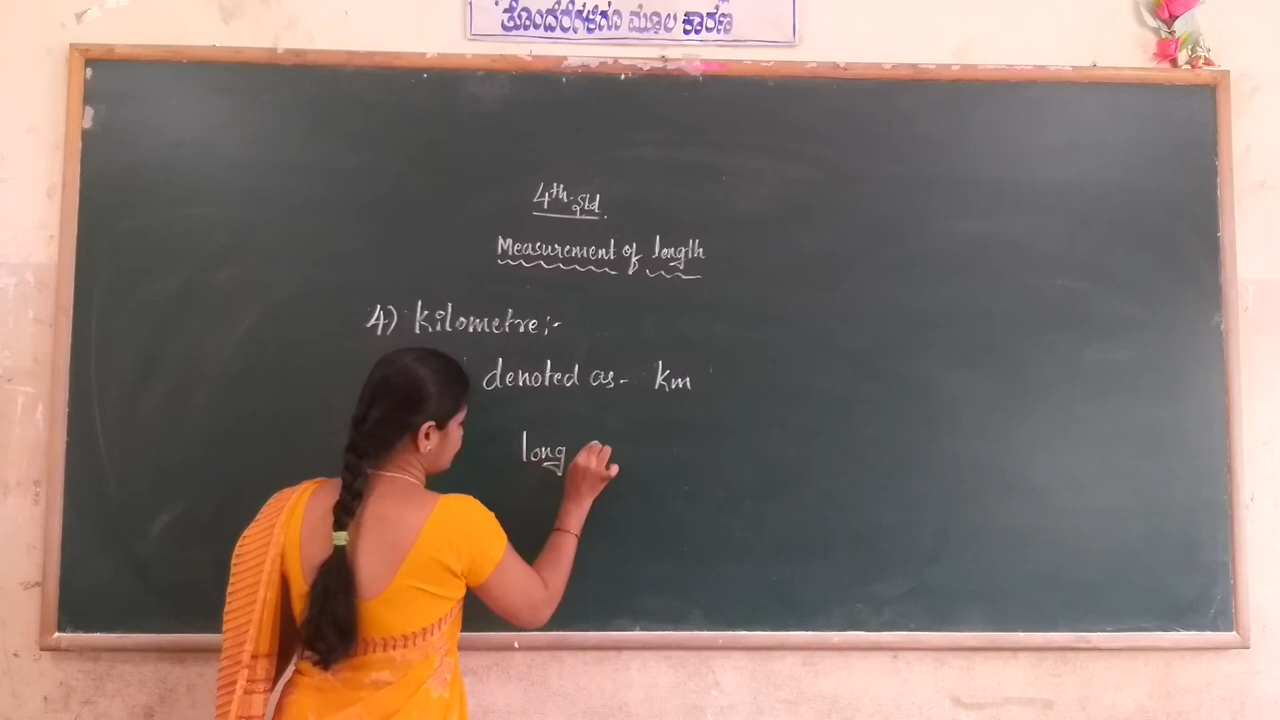 ತೊಂದರೆಗಳಿಗೂ ಮೂಲ ಕಾರಣ
4th std.
Measurement of length
4) Kilometre :-
denoted as - km
long